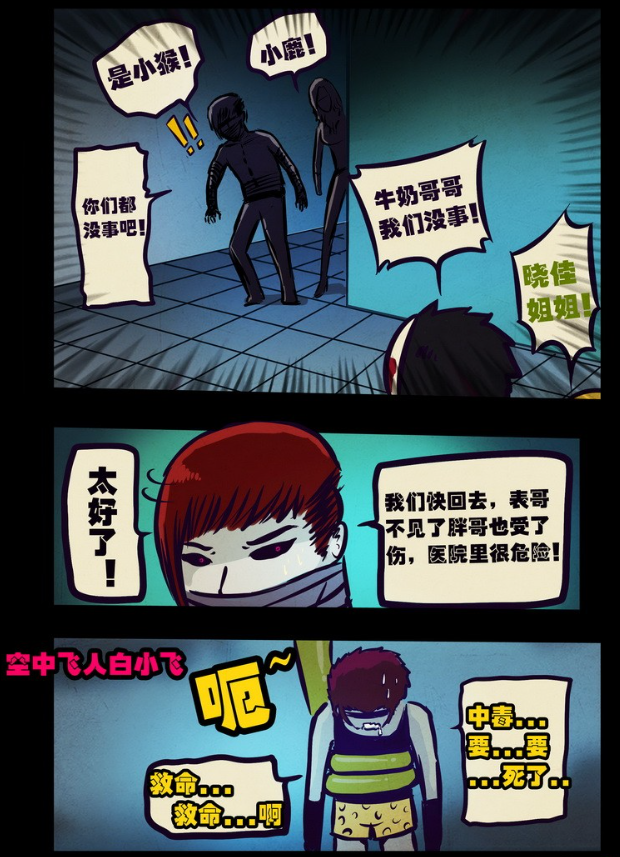 是小猴!
小鹿!
你们都
没事吧!
牛奶哥哥
我们没事!
晓佳
姐姐!
太好了!
我们快回去,表哥
不见了胖哥也受了
伤,医院里很危险!
空中飞人白小飞
呃~
中毒...
要...要
...死了..
救命...
救命...啊